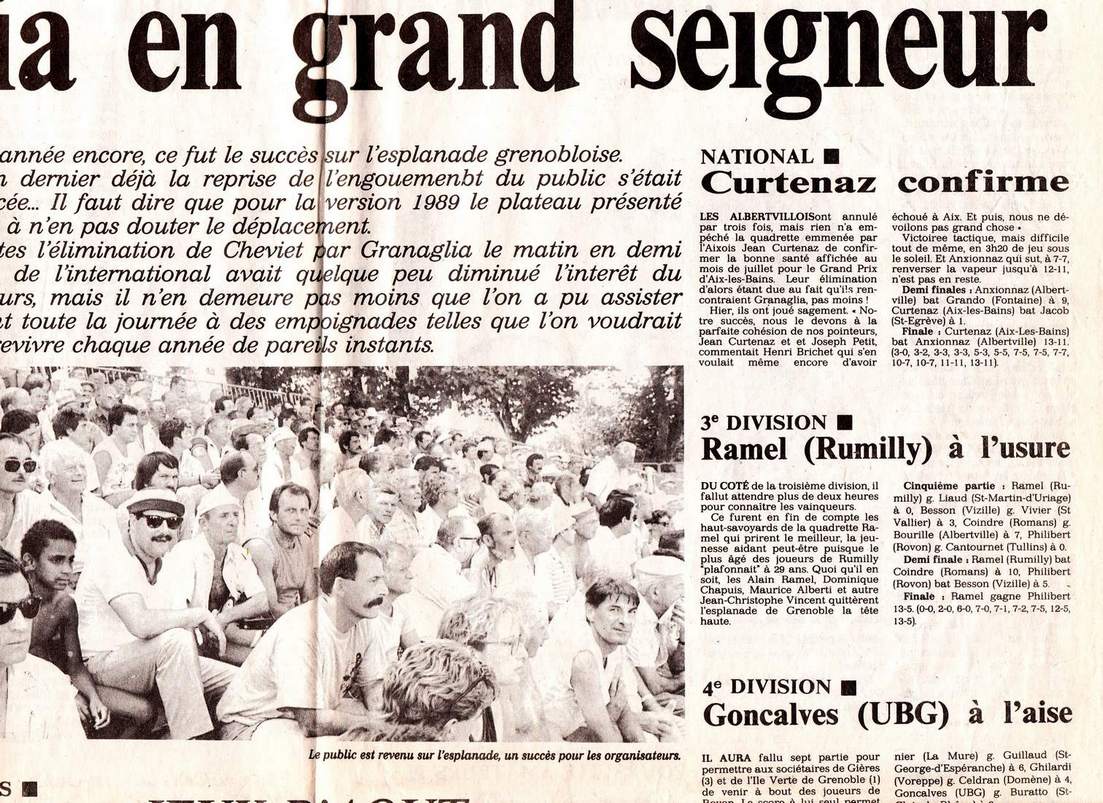 ia en grand seigneur
année encore, ce fut le succès sur l'esplanade grenobloise.
n dernier déjà la reprise de l'engouemenbt du public s'était
cée... Il faut dire que pour la version 1989 le plateau présenté
à n'en pas douter le déplacement.
tes l'élimination de Cheviet par Granaglia le matin en demi
de l'international avait quelque peu diminué l'interêt du
urs, mais il n'en demeure pas moins que l'on a pu assister
nt toute la journée à des empoignades telles que l'on voudrait
revivre chaque année de pareils instants.
Le public est revenu sur l'esplanade, un succès pour les organisateurs.
S
NATIONAL
Curtenaz confirme
LES ALBERTVILLOISont annulé
par trois fois, mais rien n'a em-
pêché la quadrette emmenée par
l'Aixois Jean Curtenaz de confir-
mer la bonne santé affichée au
mois de juillet pour le Grand Prix
d'Aix-les-Bains. Leur élimination
d'alors étant due au fait qu'ils ren-
contraient Granaglia, pas moins !
Hier, ils ont joué sagement. « No-
tre succès, nous le devons à la
parfaite cohésion de nos pointeurs,
Jean Curtenaz et et Joseph Petit,
commentait Henri Brichet qui s'en
voulait même encore d'avoir
échoué à Aix. Et puis, nous ne dé-
voilons pas grand chose »
Victoiree tactique, mais difficile
tout de même, en 3h20 de jeu sous
le soleil. Et Anxionnaz qui sut, à 7-7,
renverser la vapeur jusqu'à 12-11,
n'est pas en reste.
Demi finales : Anxionnaz (Albert-
ville) bat Grando (Fontaine) à 9,
Curtenaz (Aix-les-Bains) bat Jacob
(St-Egrève) à 1.
Finale : Curtenaz (Aix-Les-Bains)
bat Anxionnaz (Albertville) 13-11.
(3-0, 3-2, 3-3, 3-3, 5-3, 5-5, 7-5, 7-5, 7-7,
10-7, 10-7, 11-11, 13-11).
3e DIVISION
Ramel (Rumilly) à l'usure
DU COTÉ de la troisième division, il
fallut attendre plus de deux heures
pour connaître les vainqueurs.
Ce furent en fin de compte les
haut-savoyards de la quadrette Ra-
mel qui prirent le meilleur, la jeu-
nesse aidant peut-être puisque le
plus âgé des joueurs de Rumilly
"plafonnait" à 29 ans. Quoi qu'il en
soit, les Alain Ramel, Dominique
Chapuis, Maurice Alberti et autre
Jean-Christophe Vincent quittèrent
l'esplanade de Grenoble la tête
haute.
Cinquième partie : Ramel (Ru-
milly) g. Liaud (St-Martin-d'Uriage)
à 0, Besson (Vizille) g. Vivier (St
Vallier) à 3, Coindre (Romans) g.
Bourille (Albertville) à 7, Philibert
(Rovon) g. Cantournet (Tullins) à 0.
Demi finale : Ramel (Rumilly) bat
Coindre (Romans) à 10, Philibert
(Rovon) bat Besson (Vizille) à 5.
Finale : Ramel gagne Philibert
13-5. (0-0, 2-0, 6-0, 7-0, 7-1, 7-2, 7-5, 12-5,
13-5).
4e DIVISION
Goncalves (UBG) à l'aise
IL AURA fallu sept partie pour
permettre aux sociétaires de Gières
(3) et de l'Ile Verte de Grenoble (1)
de venir à bout des joueurs de
nier (La Mure) g. Guillaud (St-
George-d'Espéranche) à 6, Ghilardi
(Voreppe) g. Celdran (Domène) à 4,
Goncalves (UBG) g. Buratto (St-